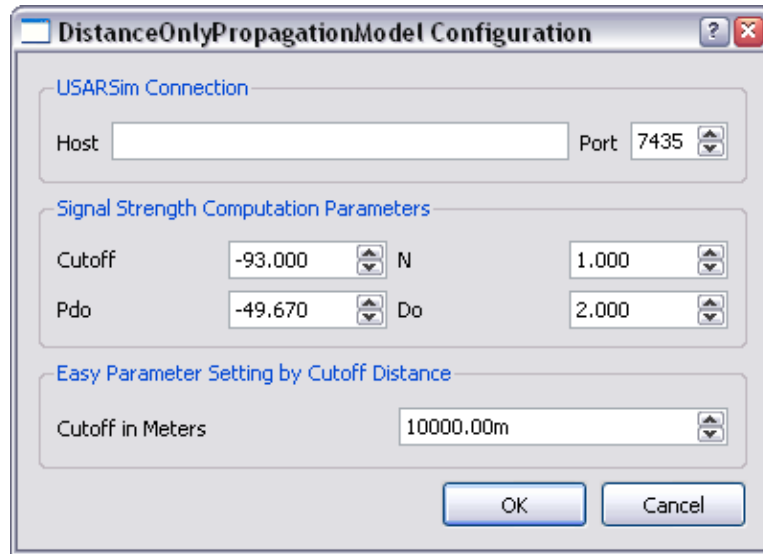 DistanceOnlyPropagationModel Configuration
USARSim Connection
Host Port 7435
Signal Strength Computation Parameters
Cutoff -93.000 N 1.000
Pdo -49.670 Do 2.000
Easy Parameter Setting by Cutoff Distance
Cutoff in Meters 10000.00m
OK Cancel